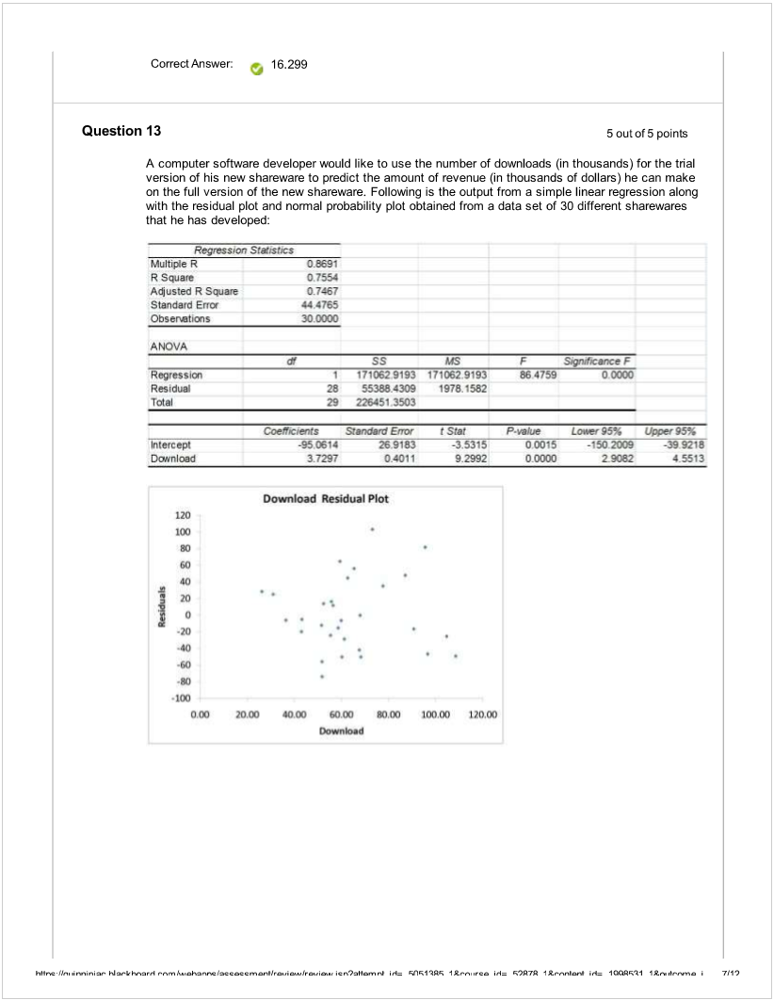 Correct Answer: 16.299
Question 13 5 out of 5 points
A computer software developer would like to use the number of downloads (in thousands) for the trial
version of his new shareware to predict the amount of revenue (in thousands of dollars) he can make
on the full version of the new shareware. Following is the output from a simple linear regression along
with the residual plot and normal probability plot obtained from a data set of 30 different sharewares
that he has developed:
Regression Statistics
Multiple R 0.8691
R Square 0.7554
Adjusted R Square 0.7467
Standard Error 44.4765
Observations 30.0000
ANOVA
df SS MS F Significance F
Regression 1 171062.9193 171062.9193 86.4759 0.0000
Residual 28 55388.4309 1978.1582
Total 29 226451.3503
Coefficients Standard Error t Stat P-value Lower 95% Upper 95%
Intercept -95.0614 26.9183 -3.5315 0.0015 -150.2009 -39.9218
Download 3.7297 0.4011 9.2992 0.0000 2.9082 4.5513
Download Residual Plot
120
100
80
60
40
20
0
-20
-40
-60
-80
-100
Residuals
0.00 20.00 40.00 60.00 80.00 100.00 120.00
Download
https://quinnipiac.blackboard.com/webapps/assessment/review/review.jsp?attempt_id=_5051385_1&course_id=_52878_1&content_id=_1998531_1&outcome_i... 7/12